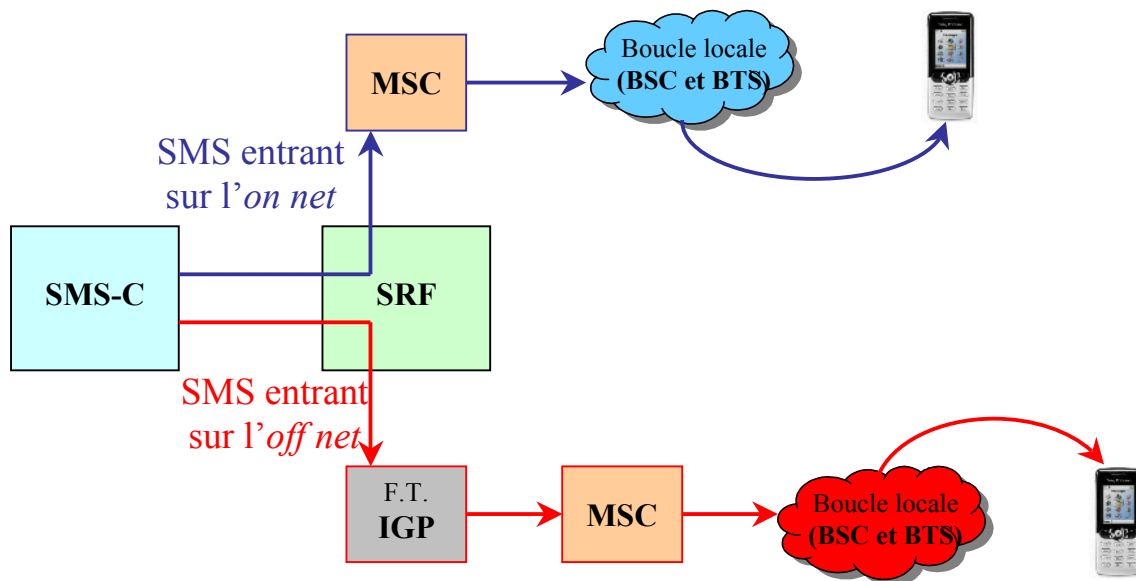 MSC
Boucle locale
(BSC et BTS)
SMS entrant
sur l’on net
SMS-C
SRF
SMS entrant
sur l’off net
F.T.
IGP
MSC
Boucle locale
(BSC et BTS)